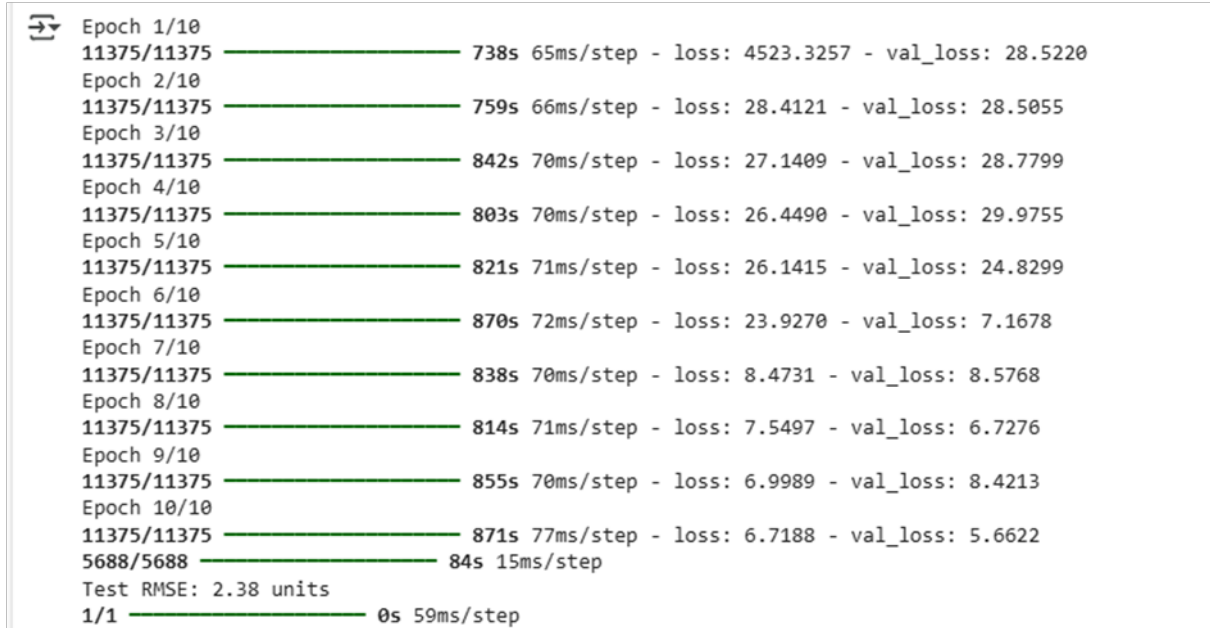 Epoch 1/10
11375/11375 738s 65ms/step - loss: 4523.3257 - val_loss: 28.5220
Epoch 2/10
11375/11375 759s 66ms/step - loss: 28.4121 - val_loss: 28.5055
Epoch 3/10
11375/11375 842s 70ms/step - loss: 27.1409 - val_loss: 28.7799
Epoch 4/10
11375/11375 803s 70ms/step - loss: 26.4490 - val_loss: 29.9755
Epoch 5/10
11375/11375 821s 71ms/step - loss: 26.1415 - val_loss: 24.8299
Epoch 6/10
11375/11375 870s 72ms/step - loss: 23.9270 - val_loss: 7.1678
Epoch 7/10
11375/11375 838s 70ms/step - loss: 8.4731 - val_loss: 8.5768
Epoch 8/10
11375/11375 814s 71ms/step - loss: 7.5497 - val_loss: 6.7276
Epoch 9/10
11375/11375 855s 70ms/step - loss: 6.9989 - val_loss: 8.4213
Epoch 10/10
11375/11375 871s 77ms/step - loss: 6.7188 - val_loss: 5.6622
5688/5688 84s 15ms/step
Test RMSE: 2.38 units
1/1 0s 59ms/step